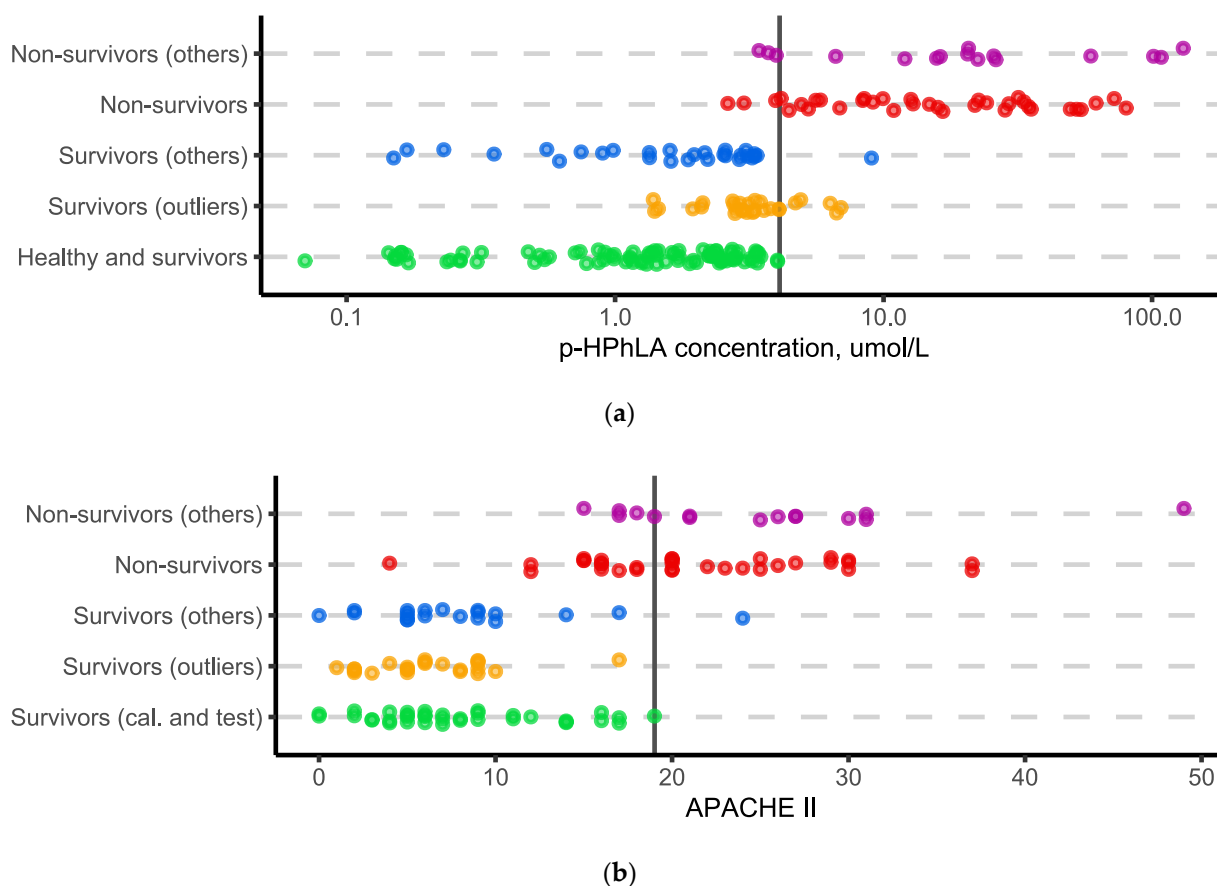 Non-survivors (others)
Non-survivors
Survivors (others)
Survivors (outliers)
Healthy and survivors
0.1 1.0 10.0 100.0
p-HPhLA concentration, umol/L
(a)
Non-survivors (others)
Non-survivors
Survivors (others)
Survivors (outliers)
Survivors (cal. and test)
0 10 20 30 40 50
APACHE II
(b)